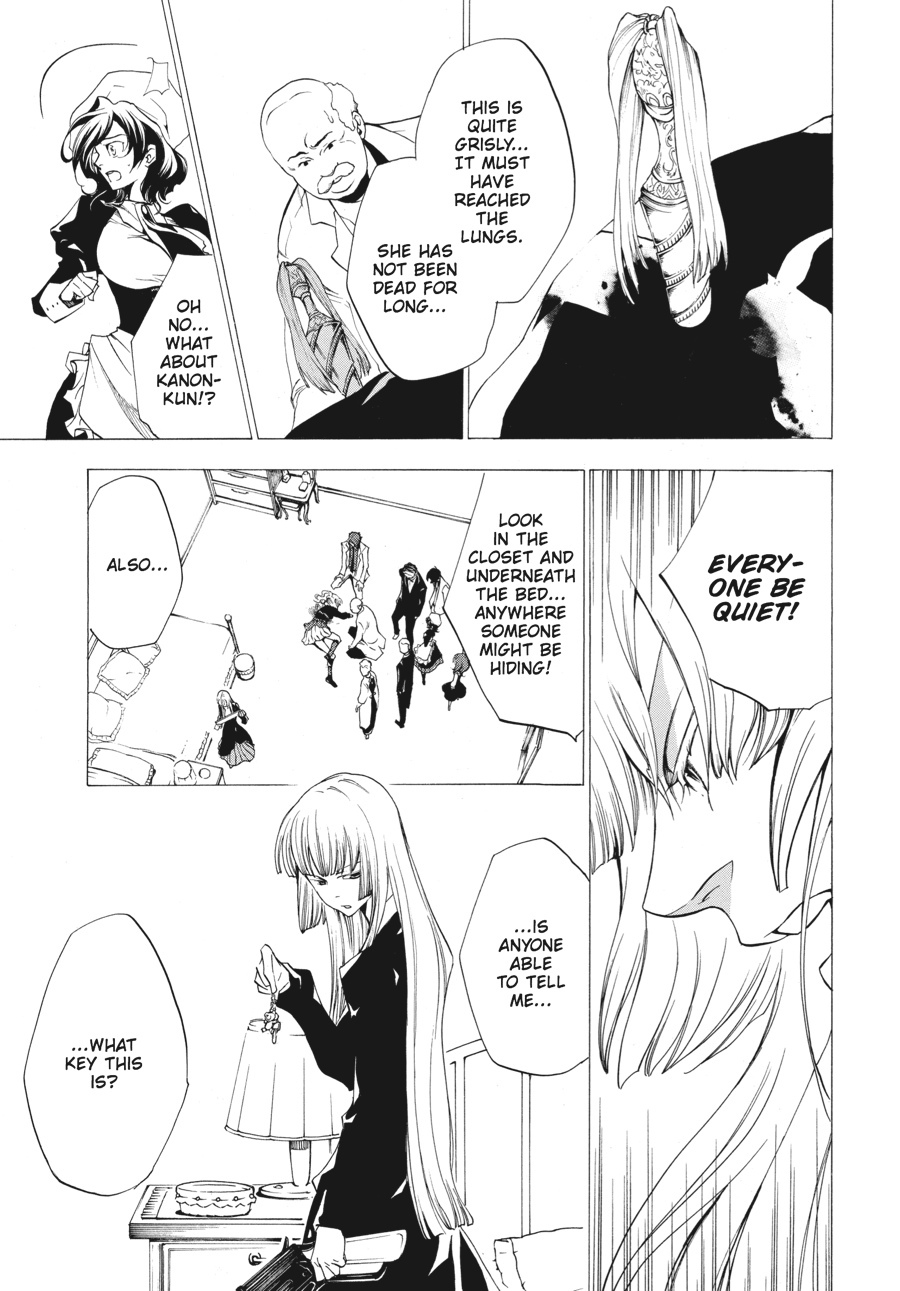 THIS IS
QUITE
GRISLY...
IT MUST
HAVE
REACHED
THE
LUNGS.
SHE HAS
NOT BEEN
DEAD FOR
LONG...
OH
NO...
WHAT
ABOUT
KANON-
KUN!?
EVERY-
ONE BE
QUIET!
LOOK
IN THE
CLOSET AND
UNDERNEATH
THE BED...
ANYWHERE
SOMEONE
MIGHT BE
HIDING!
ALSO...
...IS
ANYONE
ABLE
TO TELL
ME...
...WHAT
KEY THIS
IS?